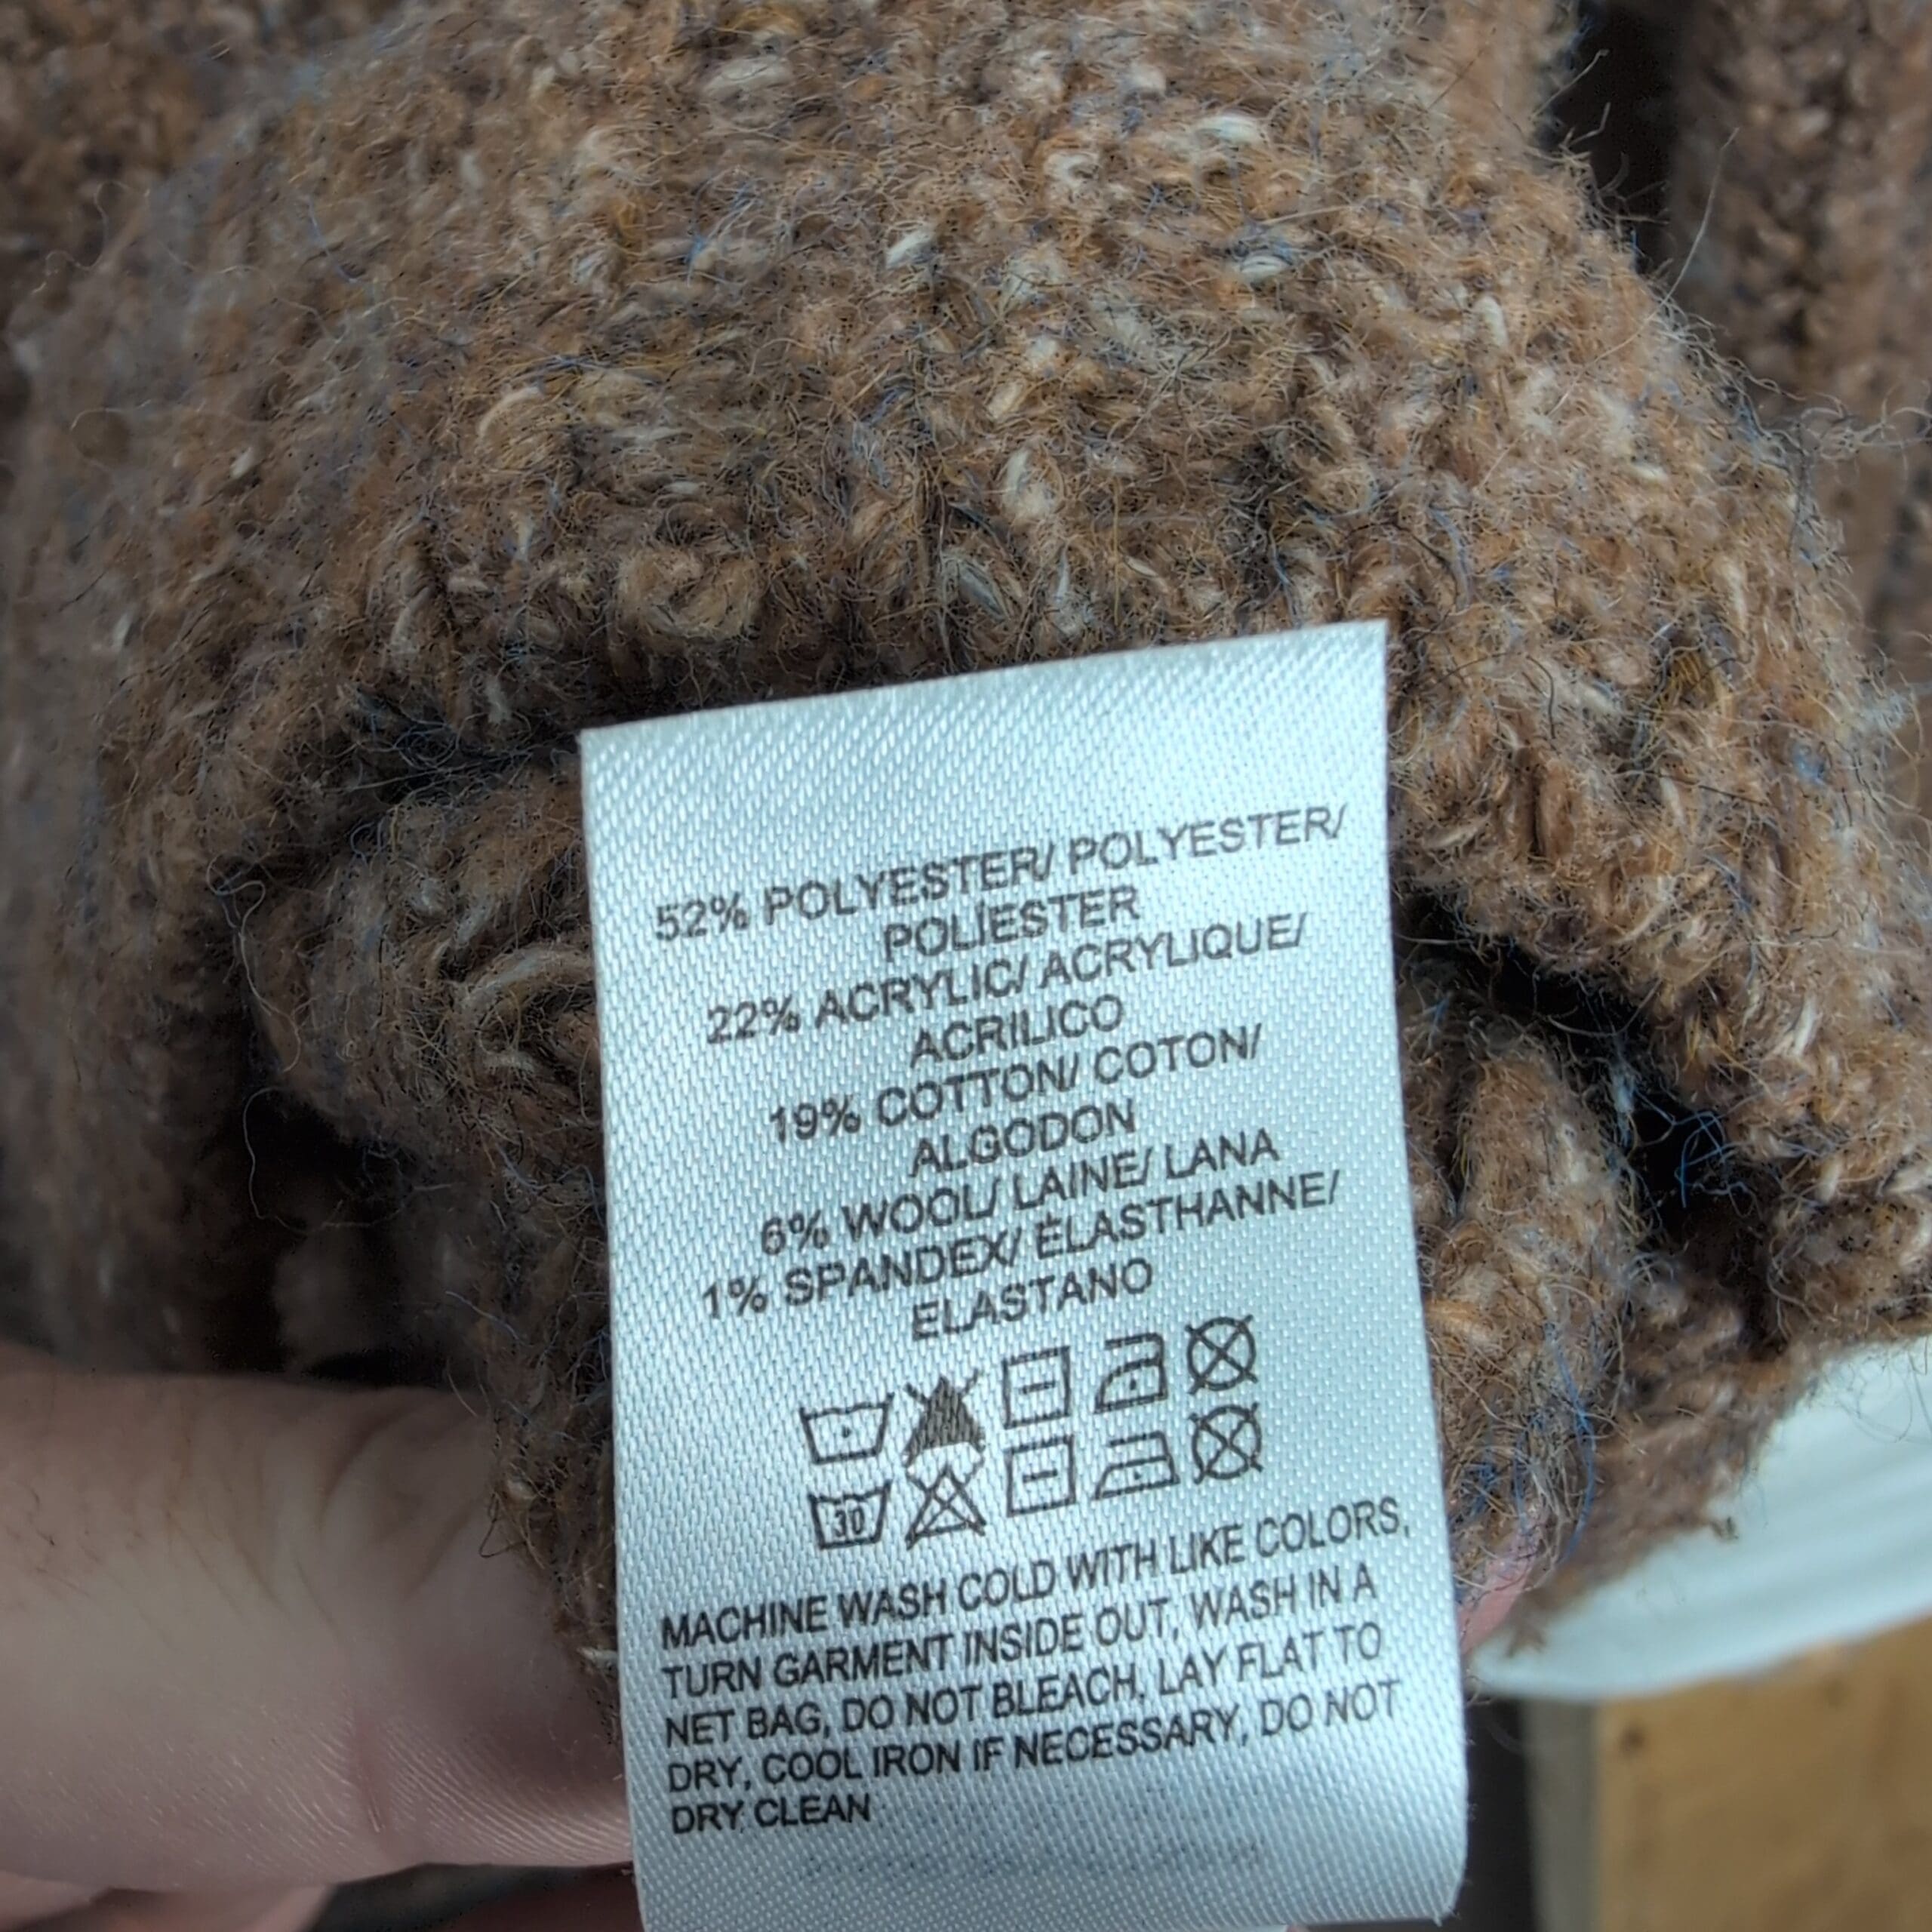 52% POLYESTER/ POLYESTER/
POLIESTER
22% ACRYLIC/ ACRYLIQUE/
ACRILICO
19% COTTON/ COTON/
ALGODON
6% WOOL/ LAINE/ LANA
1% SPANDEX/ ÉLASTHANNE/
ELASTANO
30
MACHINE WASH COLD WITH LIKE COLORS,
TURN GARMENT INSIDE OUT, WASH IN A
NET BAG, DO NOT BLEACH, LAY FLAT TO
DRY, COOL IRON IF NECESSARY, DO NOT
DRY CLEAN